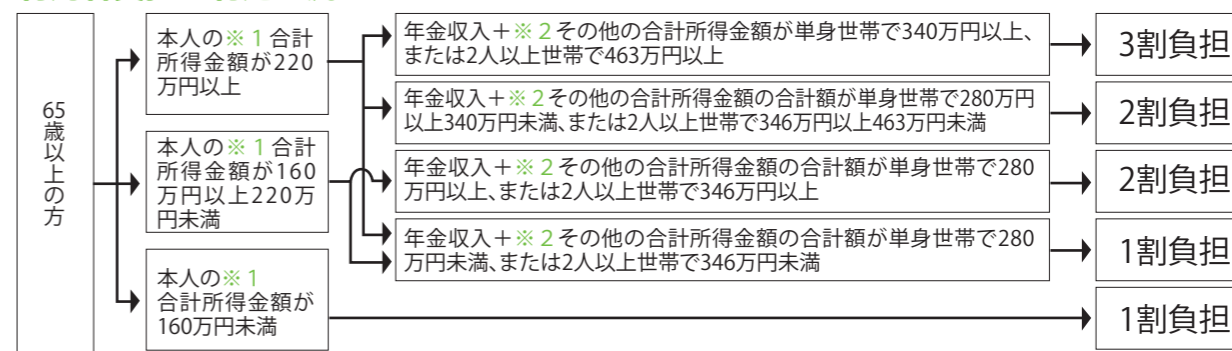 65歳以上の方
本人の※1合計
所得金額が220
万円以上
本人の※1合計
所得金額が160
万円以上220万
円未満
本人の※1
合計所得金額が
160万円未満
年金収入+※2その他の合計所得金額が単身世帯で340万円以上、
または2人以上世帯で463万円以上
3割負担
年金収入+※2その他の合計所得金額の合計額が単身世帯で280万円
以上340万円未満、または2人以上世帯で346万円以上463万円未満
2割負担
年金収入+※2その他の合計所得金額の合計額が単身世帯で280
万円以上、または2人以上世帯で346万円以上
2割負担
年金収入+※2その他の合計所得金額の合計額が単身世帯で280
万円未満、または2人以上世帯で346万円未満
1割負担
1割負担